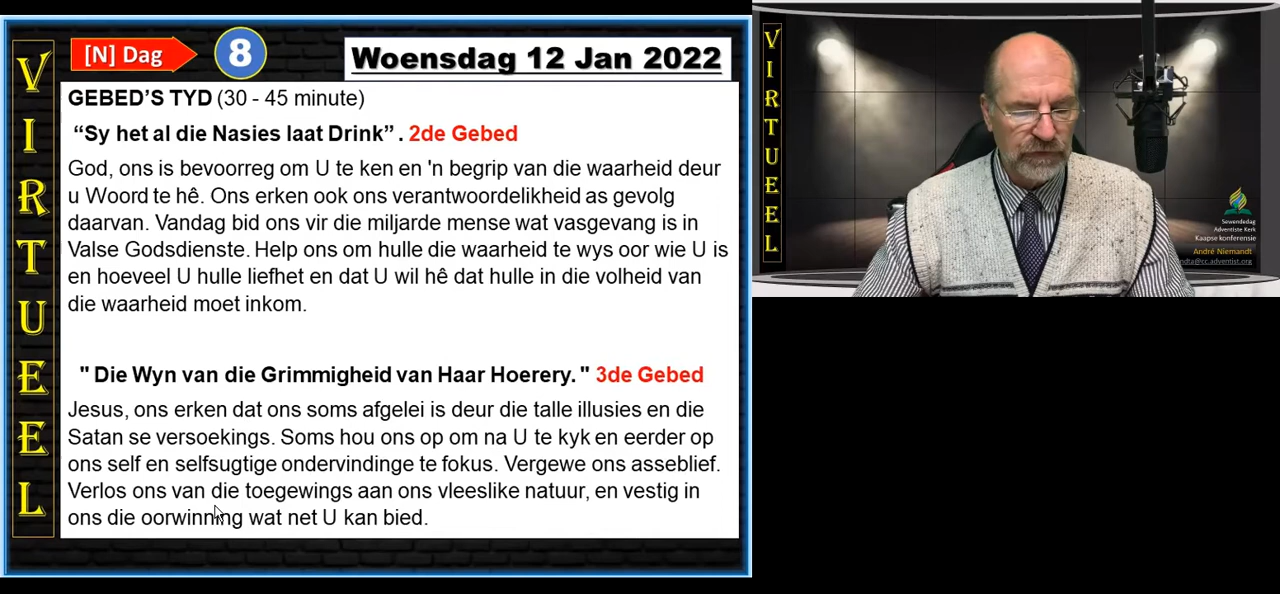 VIRTUEEL
[N] Dag
8
Woensdag 12 Jan 2022
GEBED’S TYD (30 - 45 minute)
“Sy het al die Nasies laat Drink” . 2de Gebed
God, ons is bevoorreg om U te ken en 'n begrip van die waarheid deur
u Woord te hê. Ons erken ook ons verantwoordelikheid as gevolg
daarvan. Vandag bid ons vir die miljarde mense wat vasgevang is in
Valse Godsdienste. Help ons om hulle die waarheid te wys oor wie U is
en hoeveel U hulle liefhet en dat U wil hê dat hulle in die volheid van
die waarheid moet inkom.
" Die Wyn van die Grimmigheid van Haar Hoerery. " 3de Gebed
Jesus, ons erken dat ons soms afgelei is deur die talle illusies en die
Satan se versoekings. Soms hou ons op om na U te kyk en eerder op
ons self en selfsugtige ondervindinge te fokus. Vergewe ons asseblief.
Verlos ons van die toegewings aan ons vleeslike natuur, en vestig in
ons die oorwinning wat net U kan bied.
VIRTUEEL
Sewendedag
Adventiste Kerk
Kaapse konferensie
André Niemandt
ndta@cc.adventist.org